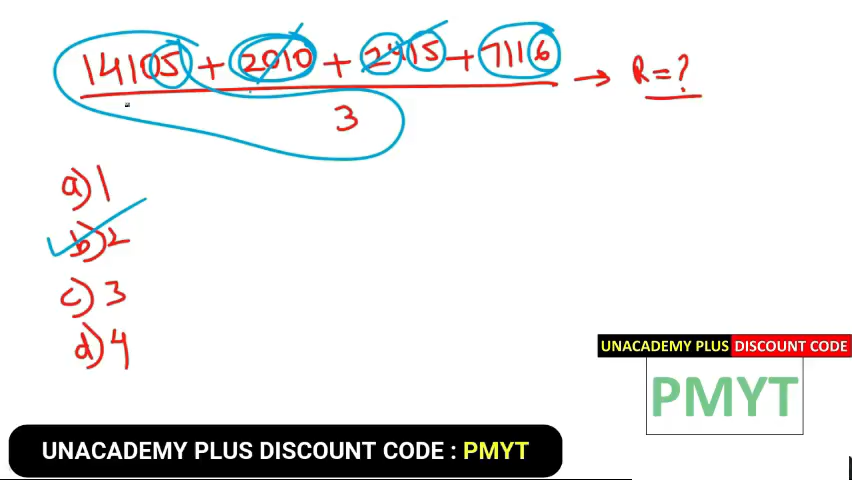 14105 + 2010 + 2415 + 7116 → R = ?
3
a) 1
b) 2
c) 3
d) 4
UNACADEMY PLUS DISCOUNT CODE
PMYT
UNACADEMY PLUS DISCOUNT CODE : PMYT